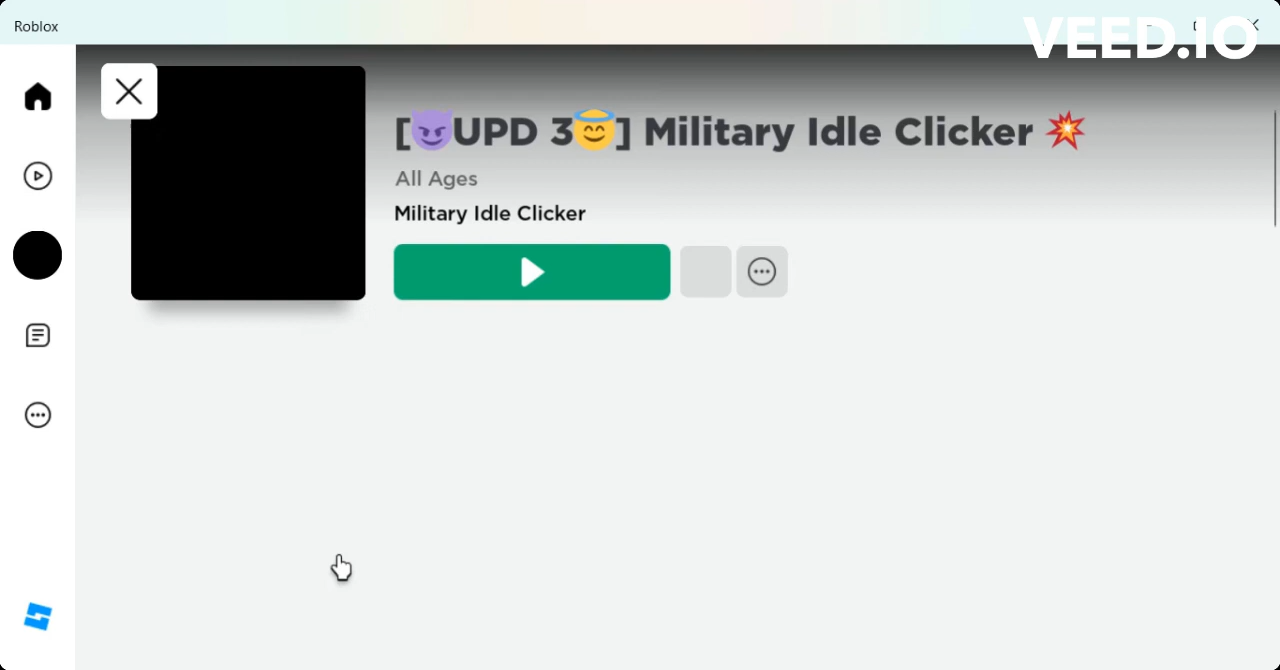 Roblox
VEED.IO
[😈UPD 3😇] Military Idle Clicker 💥
All Ages
Military Idle Clicker